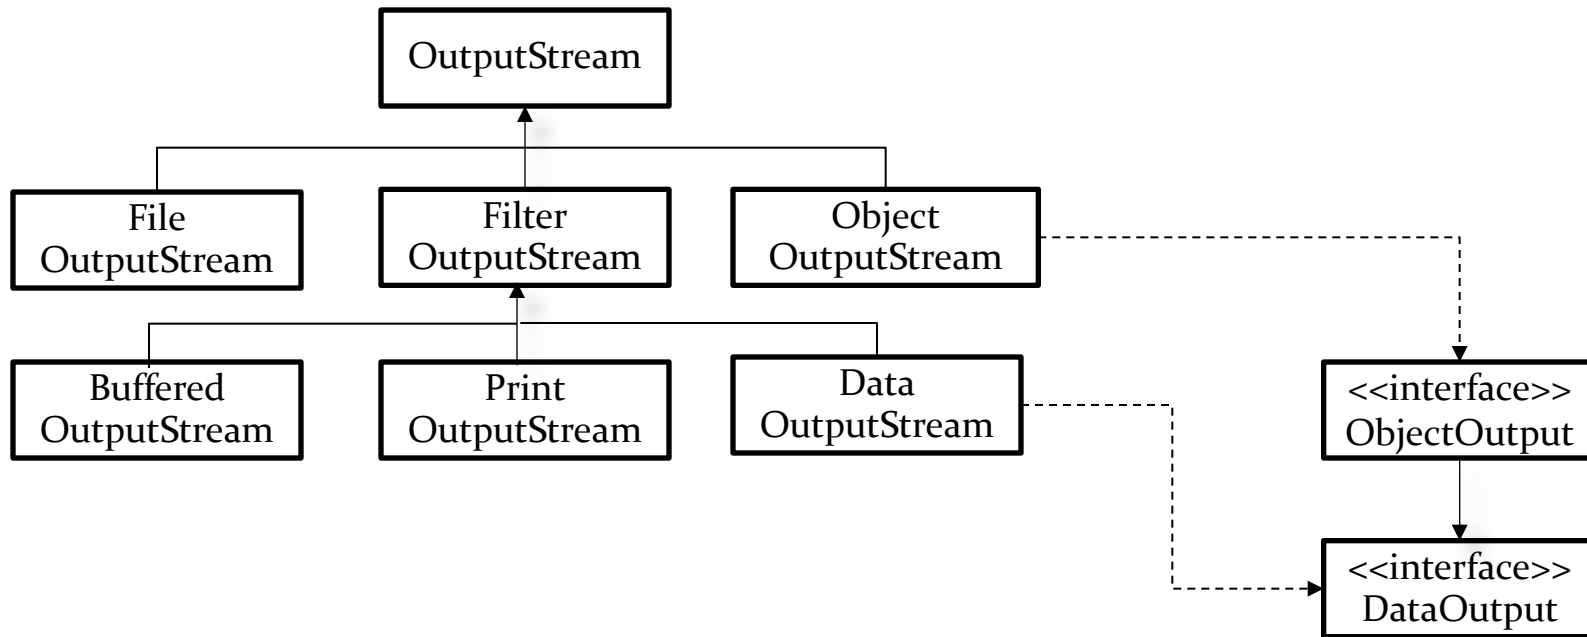 OutputStream
File
OutputStream
Filter
OutputStream
Object
OutputStream
Buffered
OutputStream
Print
OutputStream
Data
OutputStream
<<interface>>
ObjectOutput
<<interface>>
DataOutput